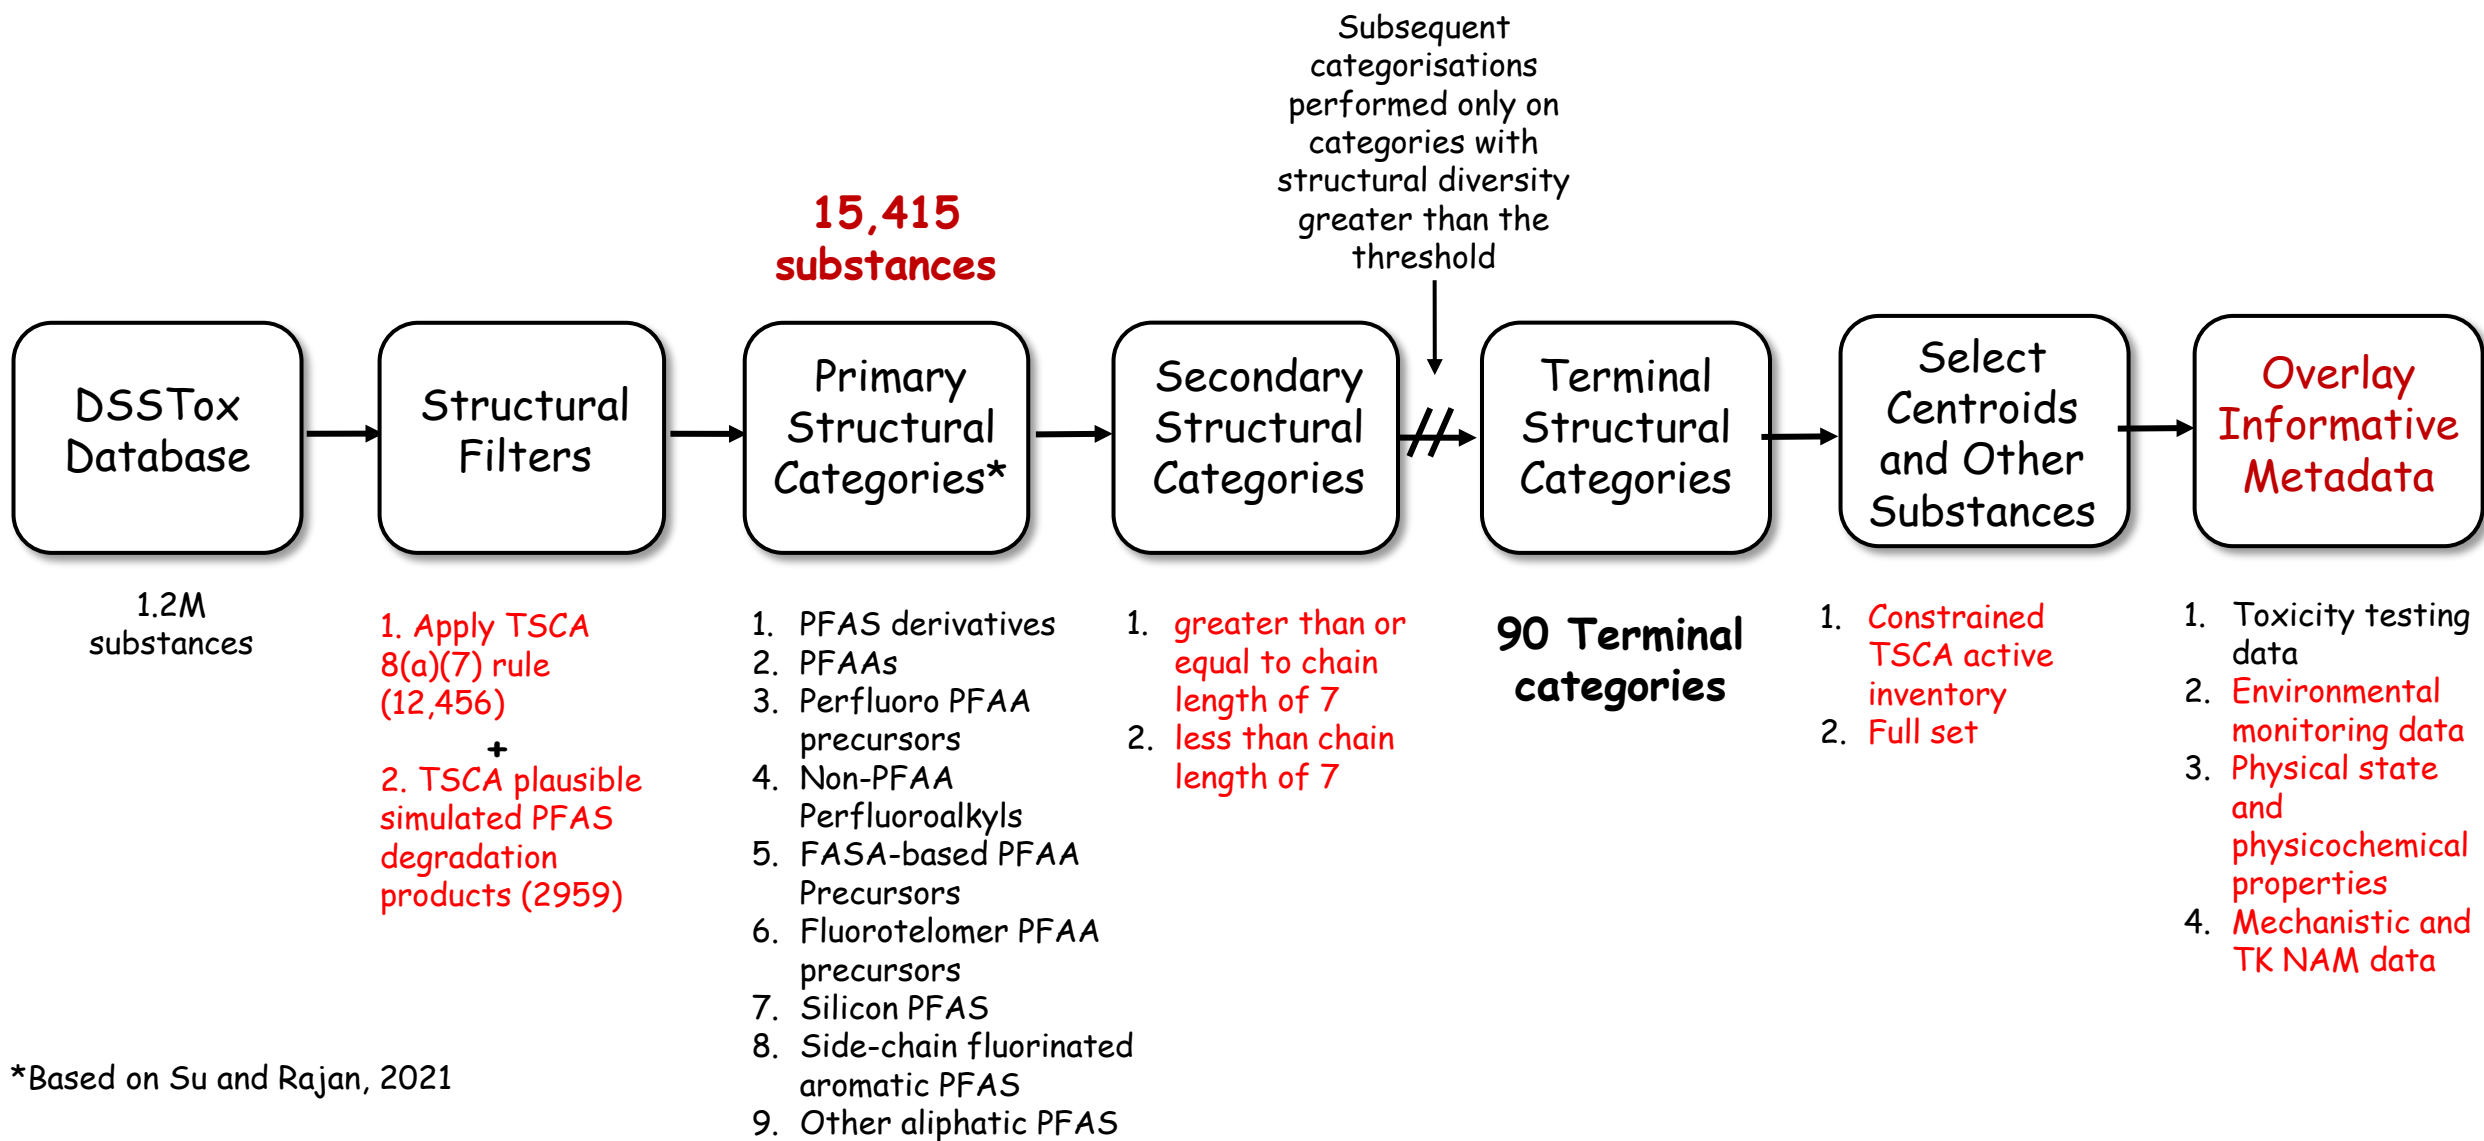 Subsequent
categorisations
performed only on
categories with
structural diversity
greater than the
threshold
15,415
substances
DSSTox
Database
Structural
Filters
Primary
Structural
Categories*
Secondary
Structural
Categories
Terminal
Structural
Categories
Select
Centroids
and Other
Substances
Overlay
Informative
Metadata
1.2M
substances
1. Apply TSCA
8(a)(7) rule
(12,456)
+
2. TSCA plausible
simulated PFAS
degradation
products (2959)
1. PFAS derivatives
2. PFAAs
3. Perfluoro PFAA
precursors
4. Non-PFAA
Perfluoroalkyls
5. FASA-based PFAA
Precursors
6. Fluorotelomer PFAA
precursors
7. Silicon PFAS
8. Side-chain fluorinated
aromatic PFAS
9. Other aliphatic PFAS
1. greater than or
equal to chain
length of 7
2. less than chain
length of 7
90 Terminal
categories
1. Constrained
TSCA active
inventory
2. Full set
1. Toxicity testing
data
2. Environmental
monitoring data
3. Physical state
and
physicochemical
properties
4. Mechanistic and
TK NAM data
*Based on Su and Rajan, 2021